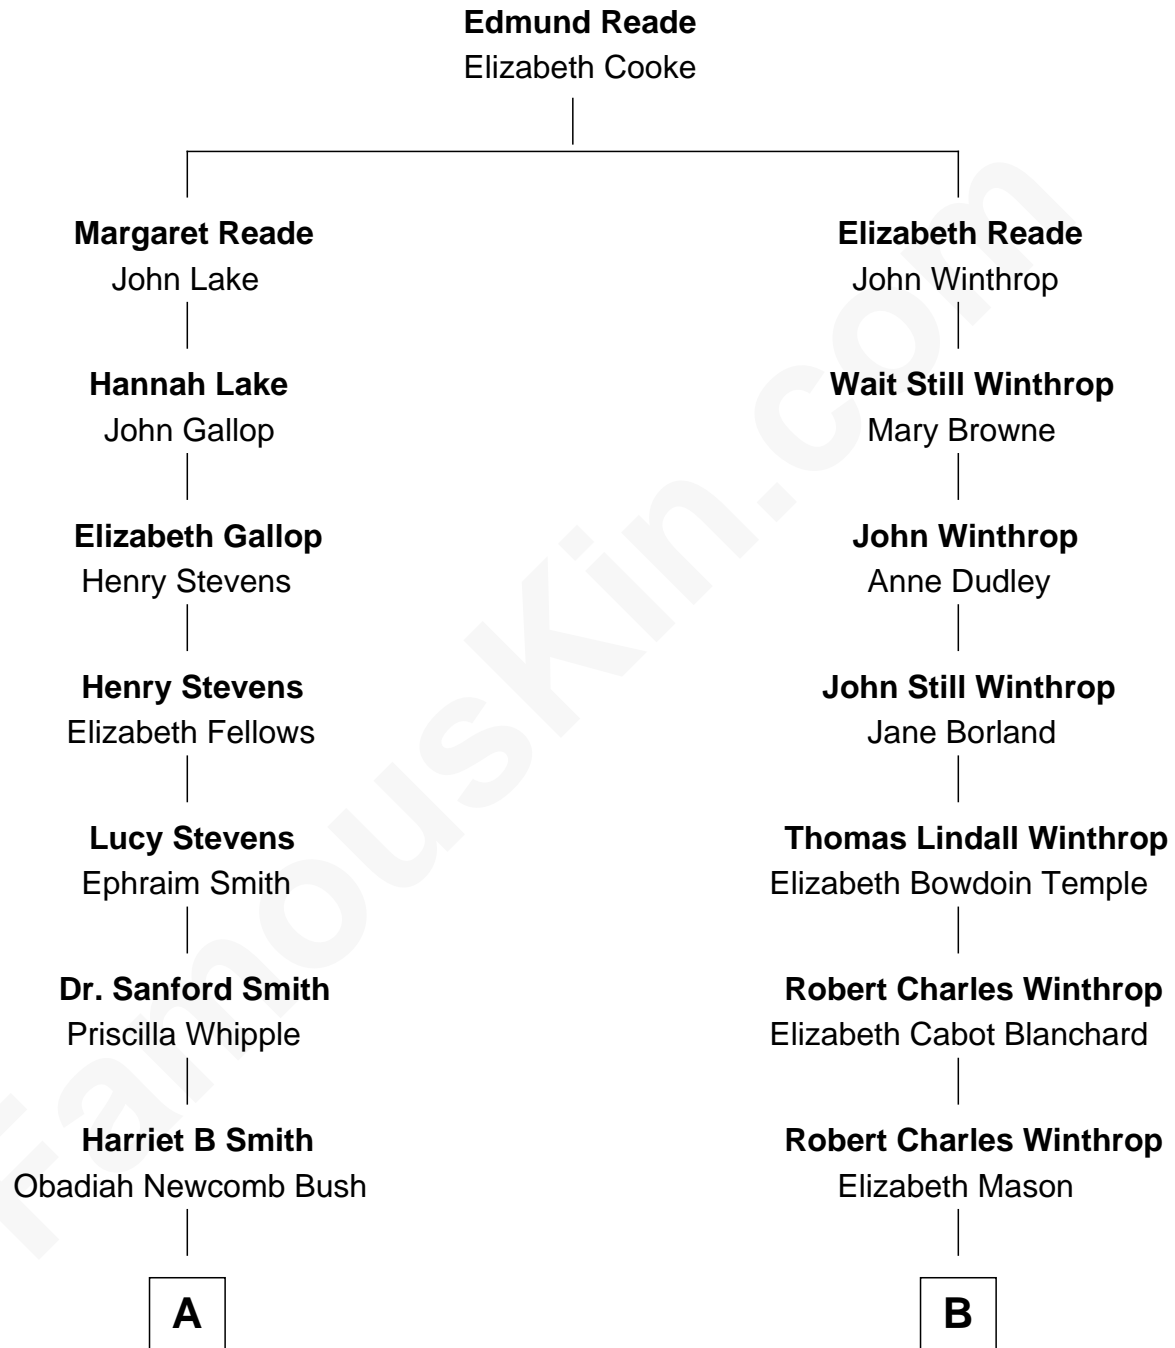 Edmund Reade
Elizabeth Cooke
Margaret Reade
John Lake
Elizabeth Reade
John Winthrop
Hannah Lake
John Gallop
Wait Still Winthrop
Mary Browne
Elizabeth Gallop
Henry Stevens
John Winthrop
Anne Dudley
Henry Stevens
Elizabeth Fellows
John Still Winthrop
Jane Borland
Lucy Stevens
Ephraim Smith
Thomas Lindall Winthrop
Elizabeth Bowdoin Temple
Dr. Sanford Smith
Priscilla Whipple
Robert Charles Winthrop
Elizabeth Cabot Blanchard
Harriet B Smith
Obadiah Newcomb Bush
Robert Charles Winthrop
Elizabeth Mason
A
B
FamousKin.com